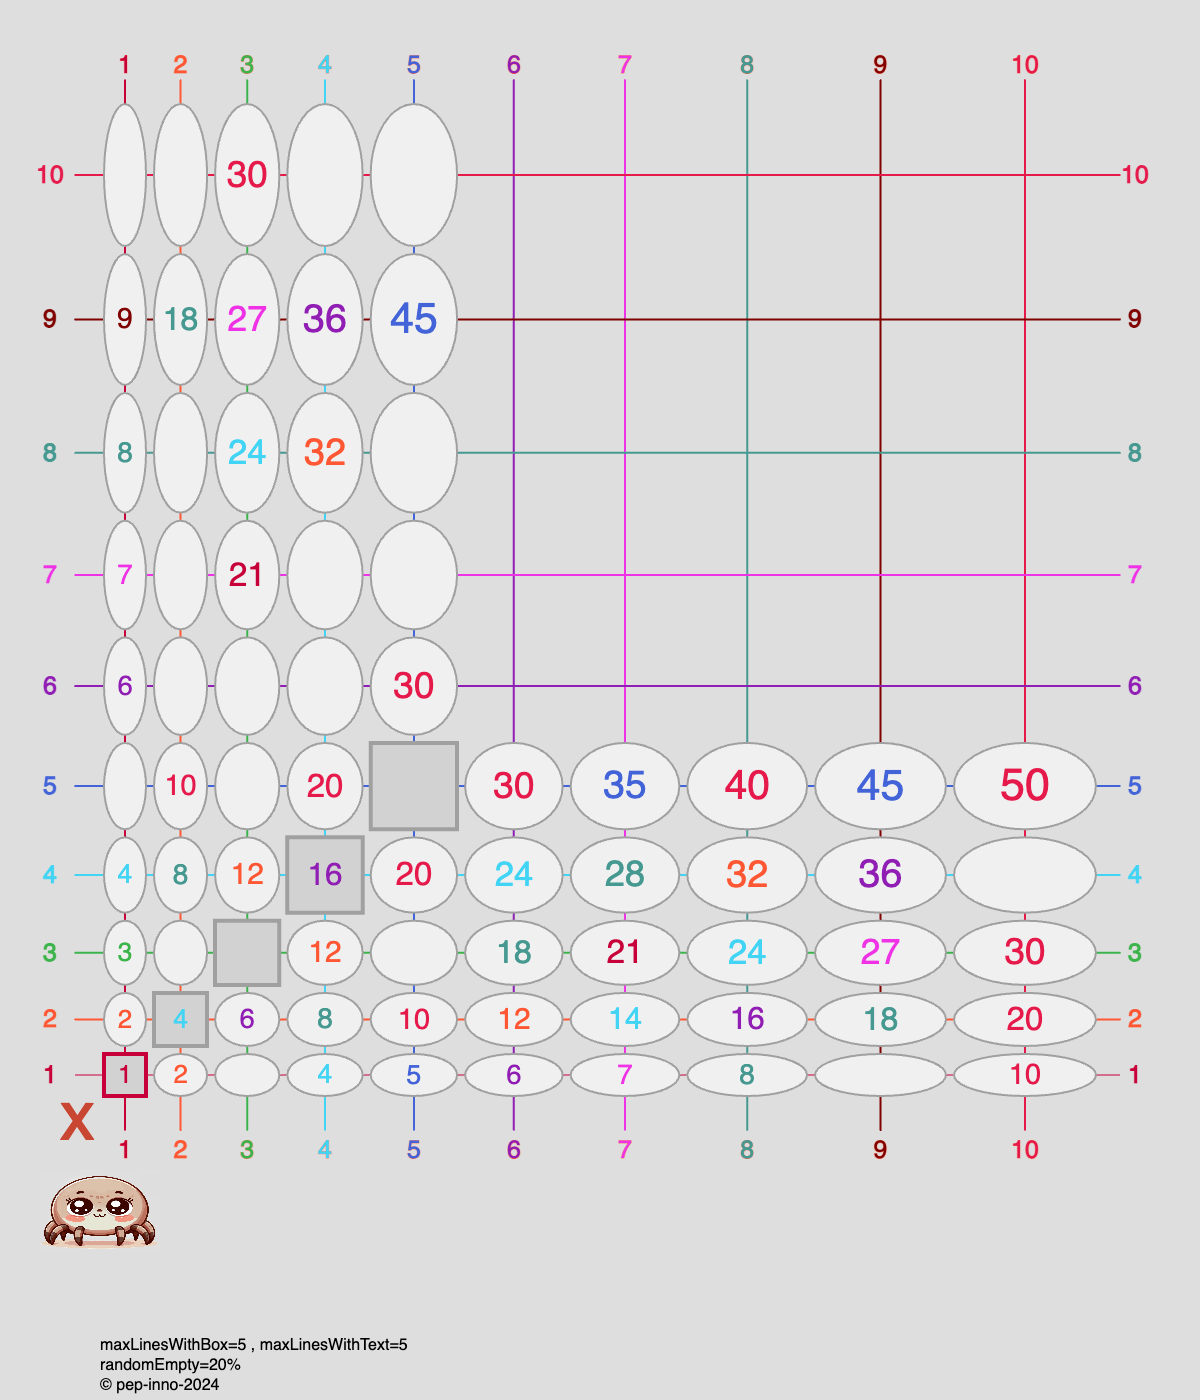 1 2 3 4 5 6 7 8 9 10
10 30 10
9 9 18 27 36 45 9
8 8 24 32 8
7 7 21 7
6 6 30 6
5 10 20 30 35 40 45 50 5
4 4 8 12 16 20 24 28 32 36 4
3 3 12 18 21 24 27 30 3
2 2 4 6 8 10 12 14 16 18 20 2
1 1 2 4 5 6 7 8 10 1
X
1 2 3 4 5 6 7 8 9 10
maxLinesWithBox=5 , maxLinesWithText=5
randomEmpty=20%
© pep-inno-2024